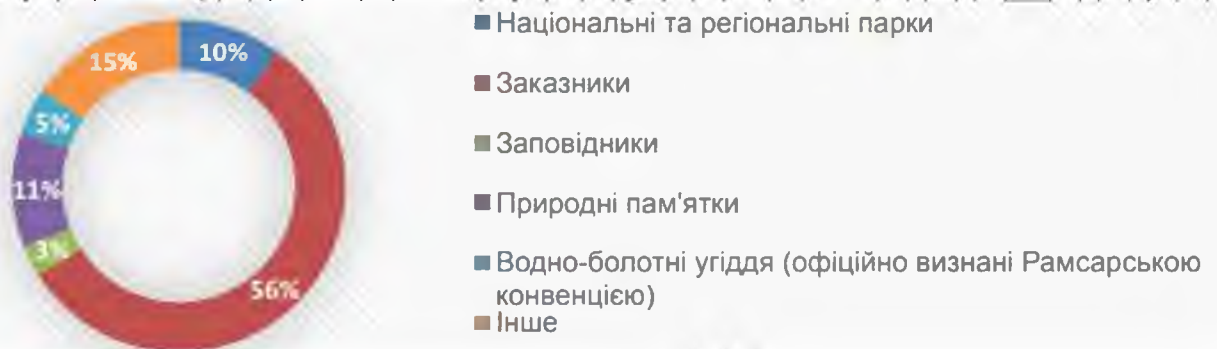 15%
10%
5%
11%
3%
56%
Національні та регіональні парки
Заказники
Заповідники
Природні пам'ятки
Водно-болотні угіддя (офіційно визнані Рамсарською
конвенцією)
Інше